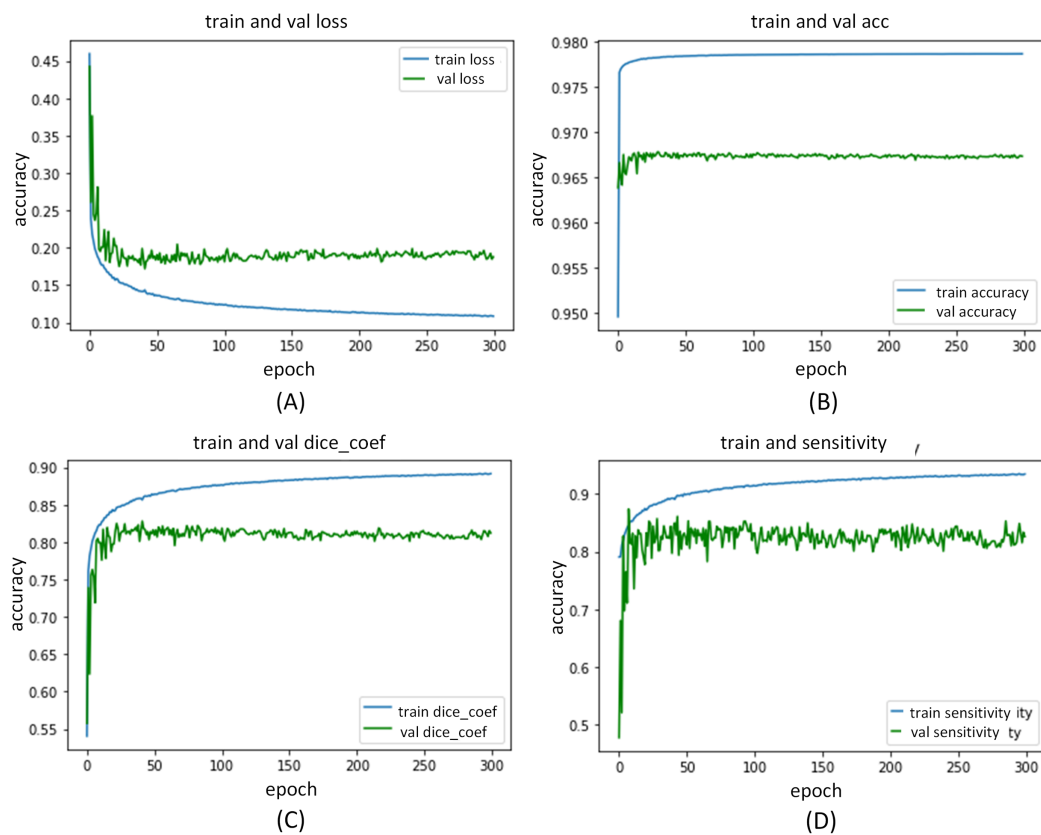 train and val loss
accuracy
0.45
0.40
0.35
0.30
0.25
0.20
0.15
0.10
train loss
val loss
0 50 100 150 200 250 300
epoch
(A)
train and val acc
accuracy
0.980
0.975
0.970
0.965
0.960
0.955
0.950
train accuracy
val accuracy
0 50 100 150 200 250 300
epoch
(B)
train and val dice_coef
accuracy
0.90
0.85
0.80
0.75
0.70
0.65
0.60
0.55
train dice_coef
val dice_coef
0 50 100 150 200 250 300
epoch
(C)
train and sensitivity
accuracy
0.9
0.8
0.7
0.6
0.5
train sensitivity ity
val sensitivity ty
0 50 100 150 200 250 300
epoch
(D)